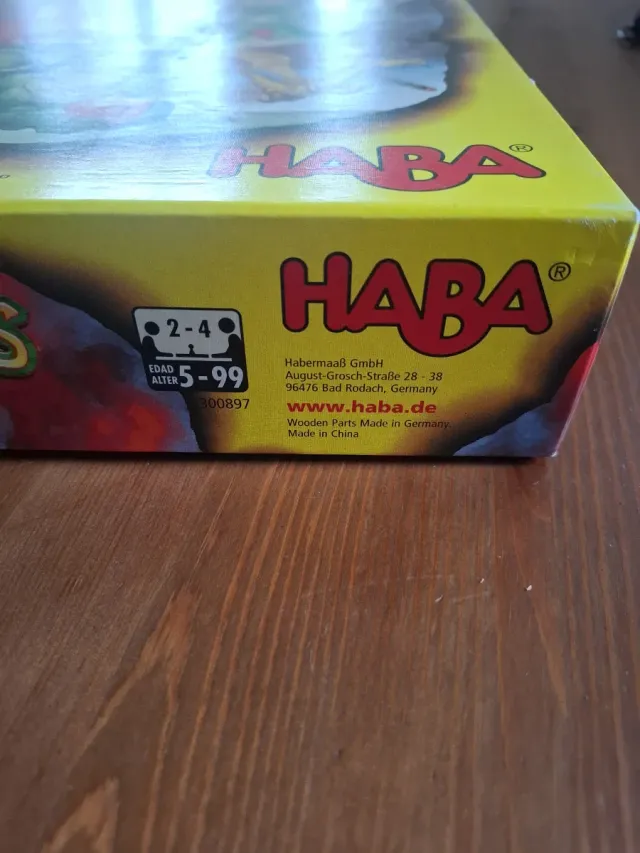 HABA®
HABA®
2-4
EDAD
ALTER 5-99
300897
Habermaaß GmbH
August-Grosch-Straße 28 - 38
96476 Bad Rodach, Germany
www.haba.de
Wooden Parts Made in Germany.
Made in China